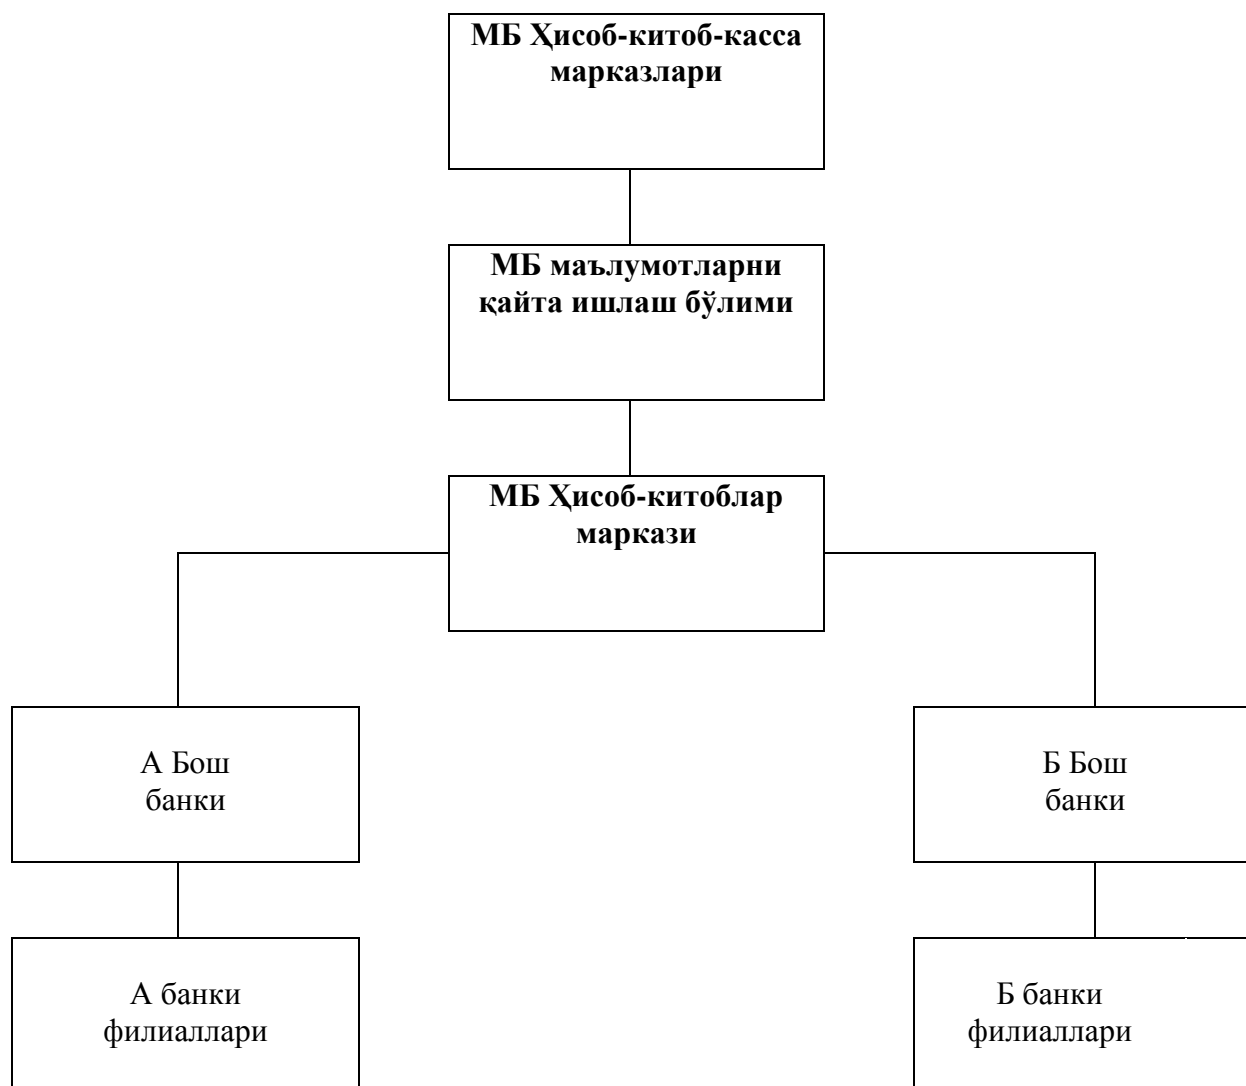 МБ Ҳисоб-китоб-касса
марказлари
МБ маълумотларни
қайта ишлаш бўлими
МБ Ҳисоб-китоблар
маркази
А Бош
банки
Б Бош
банки
А банки
филиаллари
Б банки
филиаллари